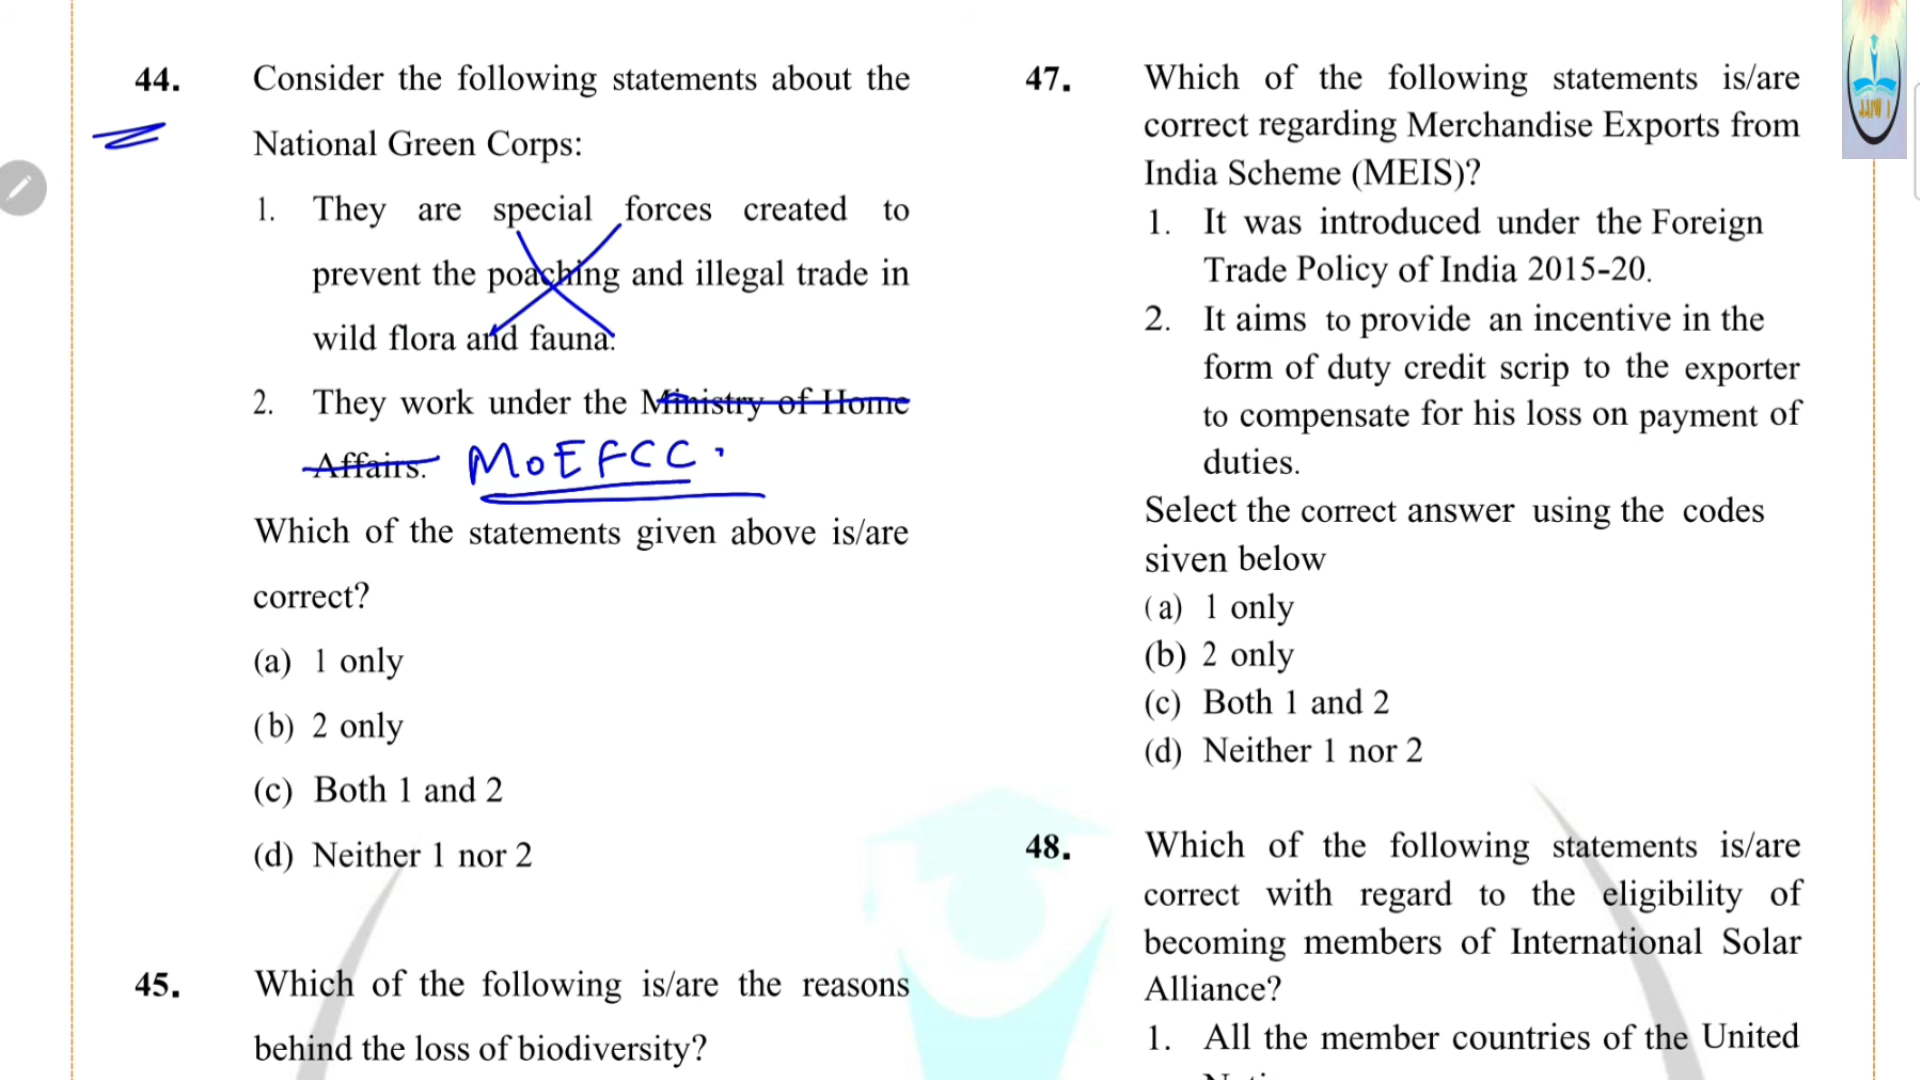 44. Consider the following statements about the
National Green Corps:
1. They are special forces created to
prevent the poaching and illegal trade in
wild flora and fauna.
2. They work under the Ministry of Home
Affairs. MoEFCC.
Which of the statements given above is/are
correct?
(a) 1 only
(b) 2 only
(c) Both 1 and 2
(d) Neither 1 nor 2
45. Which of the following is/are the reasons
behind the loss of biodiversity?
47. Which of the following statements is/are
correct regarding Merchandise Exports from
India Scheme (MEIS)?
1. It was introduced under the Foreign
Trade Policy of India 2015-20.
2. It aims to provide an incentive in the
form of duty credit scrip to the exporter
to compensate for his loss on payment of
duties.
Select the correct answer using the codes
siven below
(a) 1 only
(b) 2 only
(c) Both 1 and 2
(d) Neither 1 nor 2
48. Which of the following statements is/are
correct with regard to the eligibility of
becoming members of International Solar
Alliance?
1. All the member countries of the United